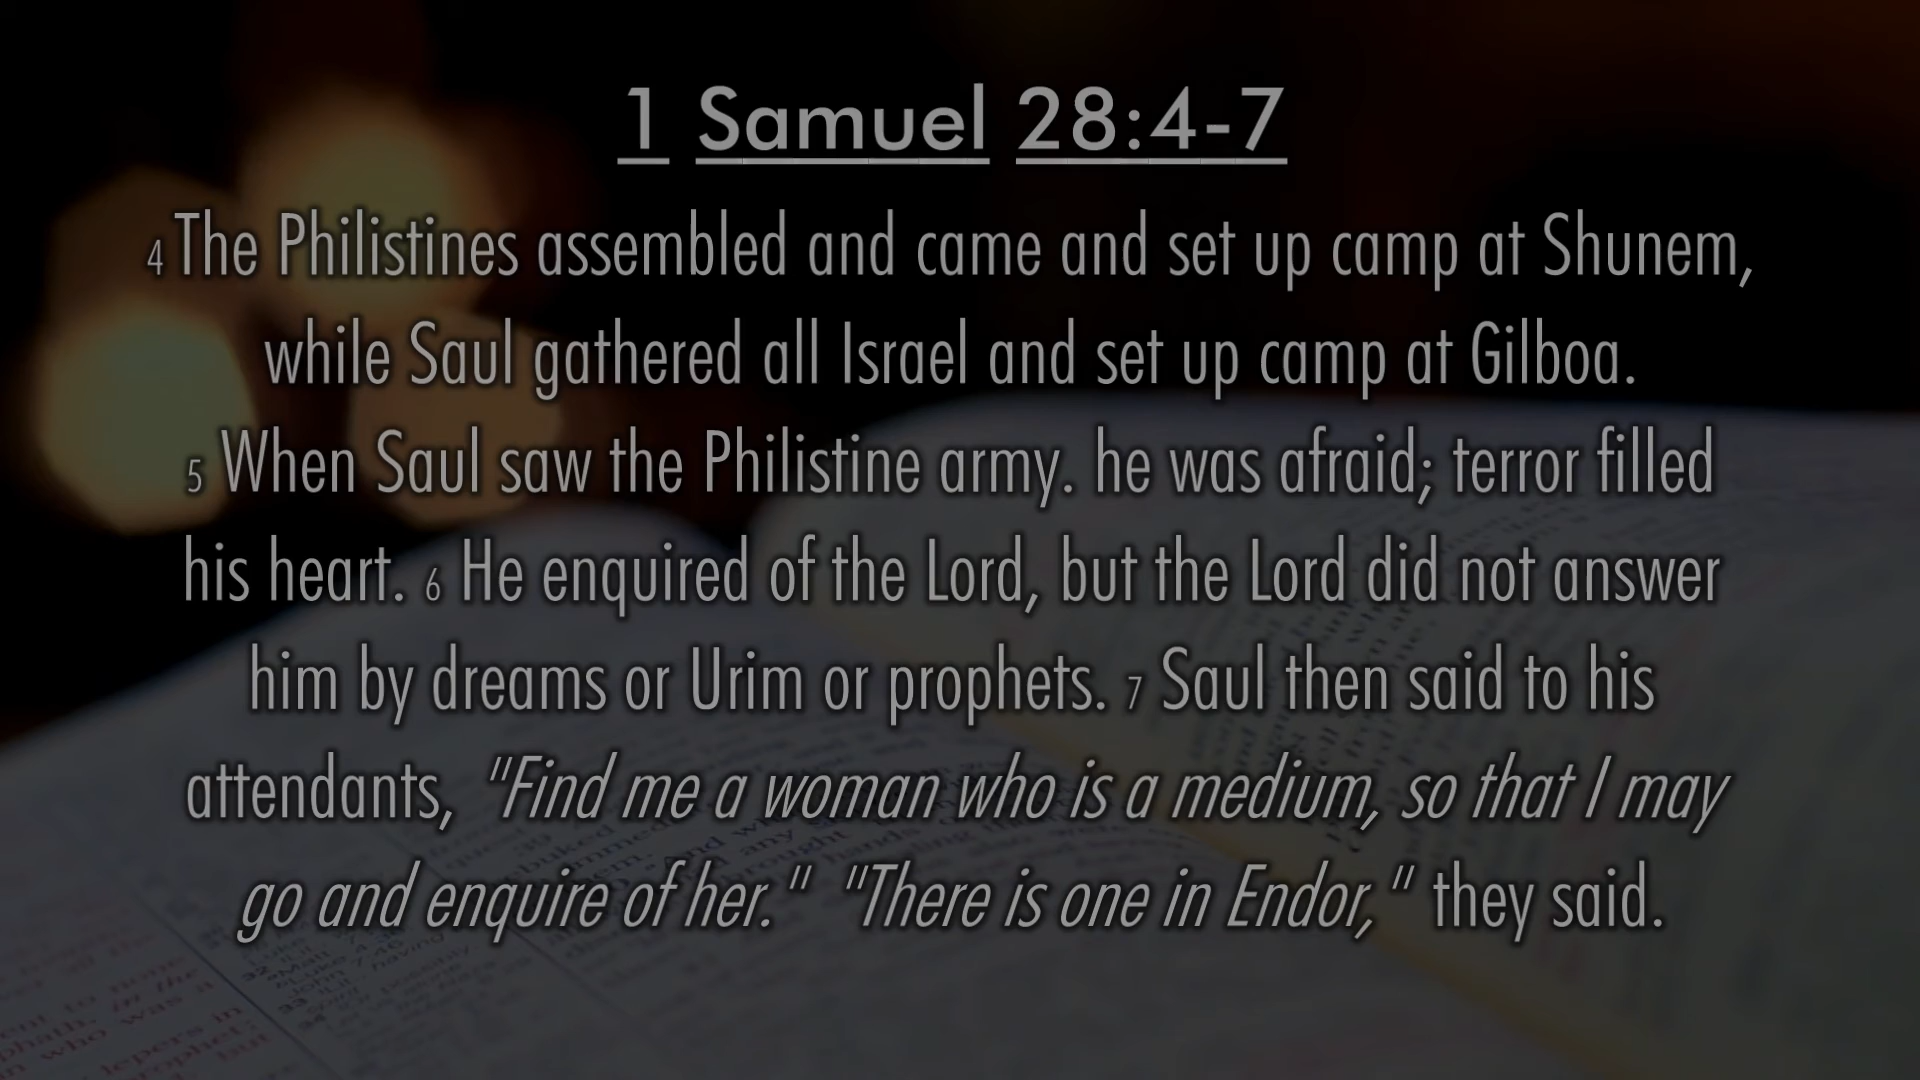 1 Samuel 28:4-7
4 The Philistines assembled and came and set up camp at Shunem,
while Saul gathered all Israel and set up camp at Gilboa.
5 When Saul saw the Philistine army. he was afraid; terror filled
his heart. 6 He enquired of the Lord, but the Lord did not answer
him by dreams or Urim or prophets. 7 Saul then said to his
attendants, "Find me a woman who is a medium, so that I may
go and enquire of her." "There is one in Endor," they said.